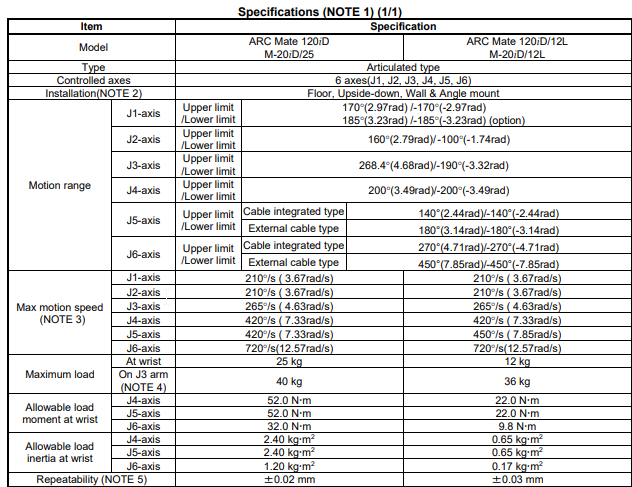 Specifications (NOTE 1) (1/1)
Item Specification
Model ARC Mate 120iD ARC Mate 120iD/12L
M-20iD/25 M-20iD/12L
Type Articulated type
Controlled axes 6 axes(J1, J2, J3, J4, J5, J6)
Installation(NOTE 2) Floor, Upside-down, Wall & Angle mount
Motion range
J1-axis Upper limit 170°(2.97rad) /-170°(-2.97rad)
/Lower limit 185°(3.23rad) /-185°(-3.23rad) (option)
J2-axis Upper limit 160°(2.79rad)/-100°(-1.74rad)
/Lower limit
J3-axis Upper limit 268.4°(4.68rad)/-190°(-3.32rad)
/Lower limit
J4-axis Upper limit 200°(3.49rad)/-200°(-3.49rad)
/Lower limit
J5-axis Upper limit Cable integrated type 140°(2.44rad)/-140°(-2.44rad)
/Lower limit External cable type 180°(3.14rad)/-180°(-3.14rad)
J6-axis Upper limit Cable integrated type 270°(4.71rad)/-270°(-4.71rad)
/Lower limit External cable type 450°(7.85rad)/-450°(-7.85rad)
Max motion speed
(NOTE 3)
J1-axis 210°/s ( 3.67rad/s) 210°/s ( 3.67rad/s)
J2-axis 210°/s ( 3.67rad/s) 210°/s ( 3.67rad/s)
J3-axis 265°/s ( 4.63rad/s) 265°/s ( 4.63rad/s)
J4-axis 420°/s ( 7.33rad/s) 420°/s ( 7.33rad/s)
J5-axis 420°/s ( 7.33rad/s) 450°/s ( 7.85rad/s)
J6-axis 720°/s(12.57rad/s) 720°/s(12.57rad/s)
Maximum load
At wrist 25 kg 12 kg
On J3 arm
(NOTE 4) 40 kg 36 kg
Allowable load
moment at wrist
J4-axis 52.0 N·m 22.0 N·m
J5-axis 52.0 N·m 22.0 N·m
J6-axis 32.0 N·m 9.8 N·m
Allowable load
inertia at wrist
J4-axis 2.40 kg·m² 0.65 kg·m²
J5-axis 2.40 kg·m² 0.65 kg·m²
J6-axis 1.20 kg·m² 0.17 kg·m²
Repeatability (NOTE 5) ±0.02 mm ±0.03 mm